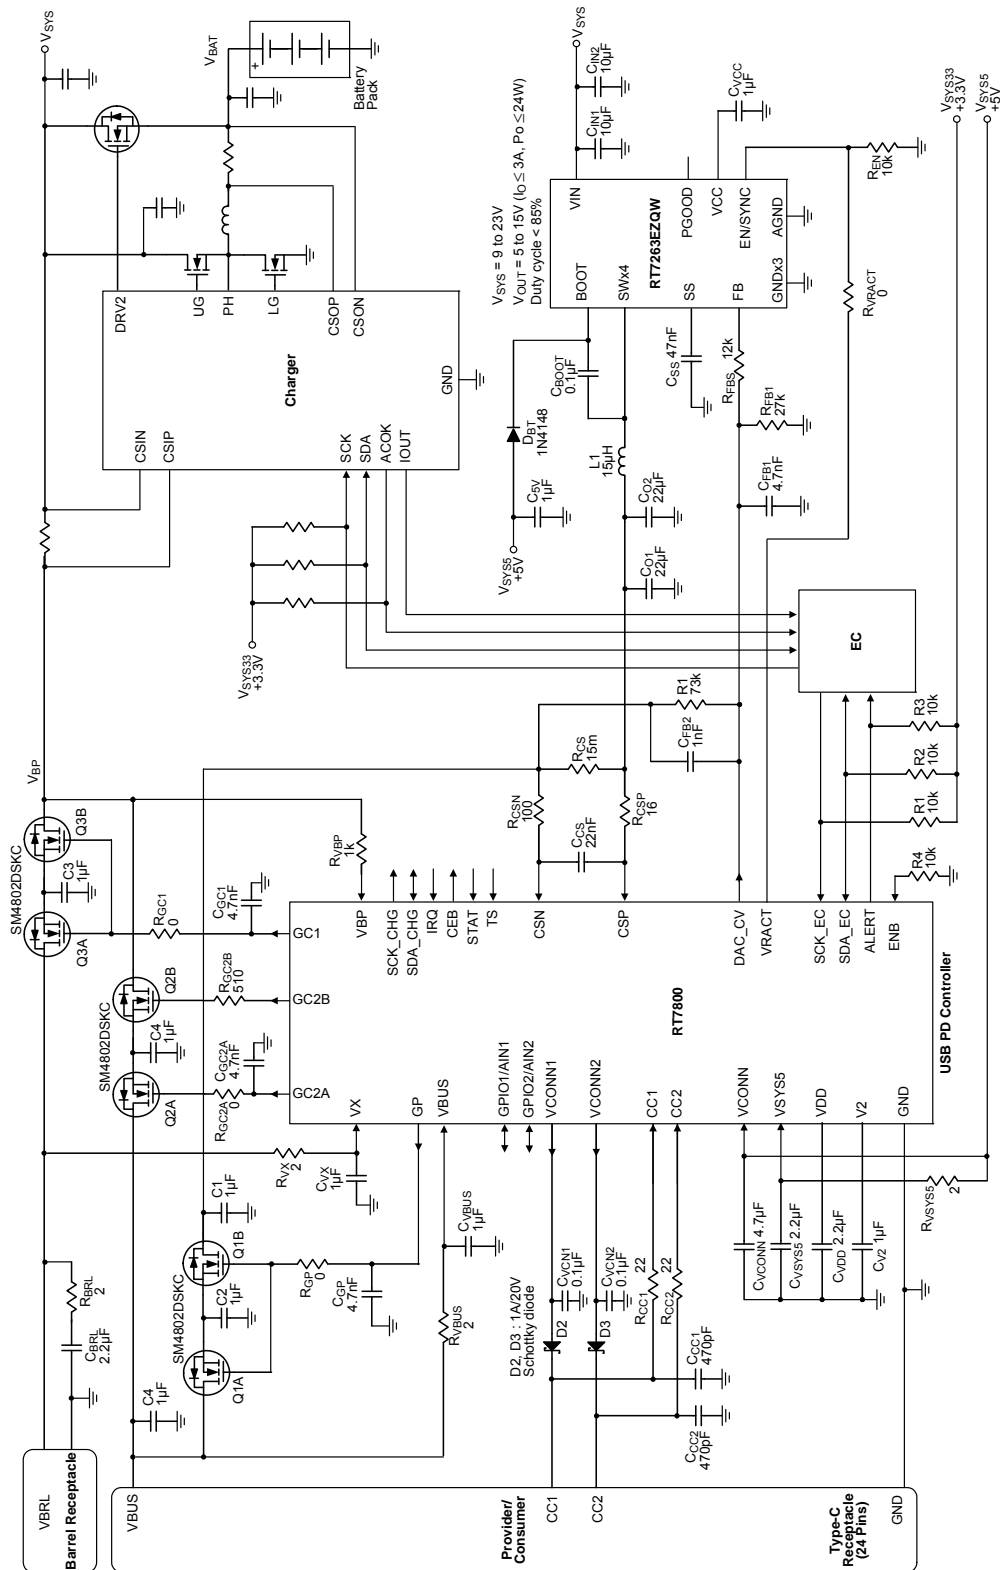 VBRL
Barrel Receptacle
VBUS
Provider/
Consumer
CC1
CC2
Type-C
Receptacle
(24 Pins)
GND
CBRL
2.2µF
RBRL
2
C4
1µF
SM4802DSKC
Q1A
Q1B
C2
1µF
C1
1µF
RGP
0
CGP
4.7nF
RVBUS
2
CVBUS
1µF
RVX
2
CVX
1µF
D2, D3 : 1A/20V
Schottky diode
D2
D3
CVCN1
0.1µF
CVCN2
0.1µF
RCC1
22
RCC2
22
CCC1
470pF
CCC2
470pF
CVCONN 4.7µF
CVSYS5 2.2µF
CVDD 2.2µF
CV2 1µF
RVSYS5
2
SM4802DSKC
Q2A
Q2B
C4
1µF
RGC2A
0
CGC2A
4.7nF
RGC2B
510
SM4802DSKC
Q3A
Q3B
C3
1µF
RGC1
0
CGC1
4.7nF
GC2A
GC2B
GC1
VX
GP
VBUS
GPIO1/AIN1
GPIO2/AIN2
VCONN1
VCONN2
CC1
CC2
VCONN
VSYS5
VDD
V2
GND
RT7800
USB PD Controller
VBP
SCK_CHG
SDA_CHG
IRQ
CEB
STAT
TS
CSN
CSP
DAC_CV
VRACT
SCK_EC
SDA_EC
ALERT
ENB
VBP
RVBP
1k
RCSN
100
CCS
22nF
RCS
15m
RCSP
16
CFB2
1nF
R1
73k
R4
10k
R1
10k
R2
10k
R3
10k
EC
VSYS33
+3.3V
CSIN
CSIP
SCK
SDA
ACOK
IOUT
Charger
GND
DRV2
UG
PH
LG
CSOP
CSON
VSYS
VBAT
+
Battery
Pack
VSYS5
+5V
C5V
1µF
DBT
1N4148
CBOOT
0.1µF
L1
15µH
CO1
22µF
CO2
22µF
CSS 47nF
RFBS
12k
RFB1
27k
CFB1
4.7nF
VSYS = 9 to 23V
VOUT = 5 to 15V (IO ≤ 3A, Po ≤24W)
Duty cycle < 85%
BOOT
SWx4
SS
FB
RT7263EZQW
VIN
PGOOD
VCC
EN/SYNC
GNDx3
AGND
VSYS
CIN1
10µF
CIN2
10µF
CVCC
1µF
REN
10k
RVRACT
0
VSYS33
+3.3V
VSYS5
+5V